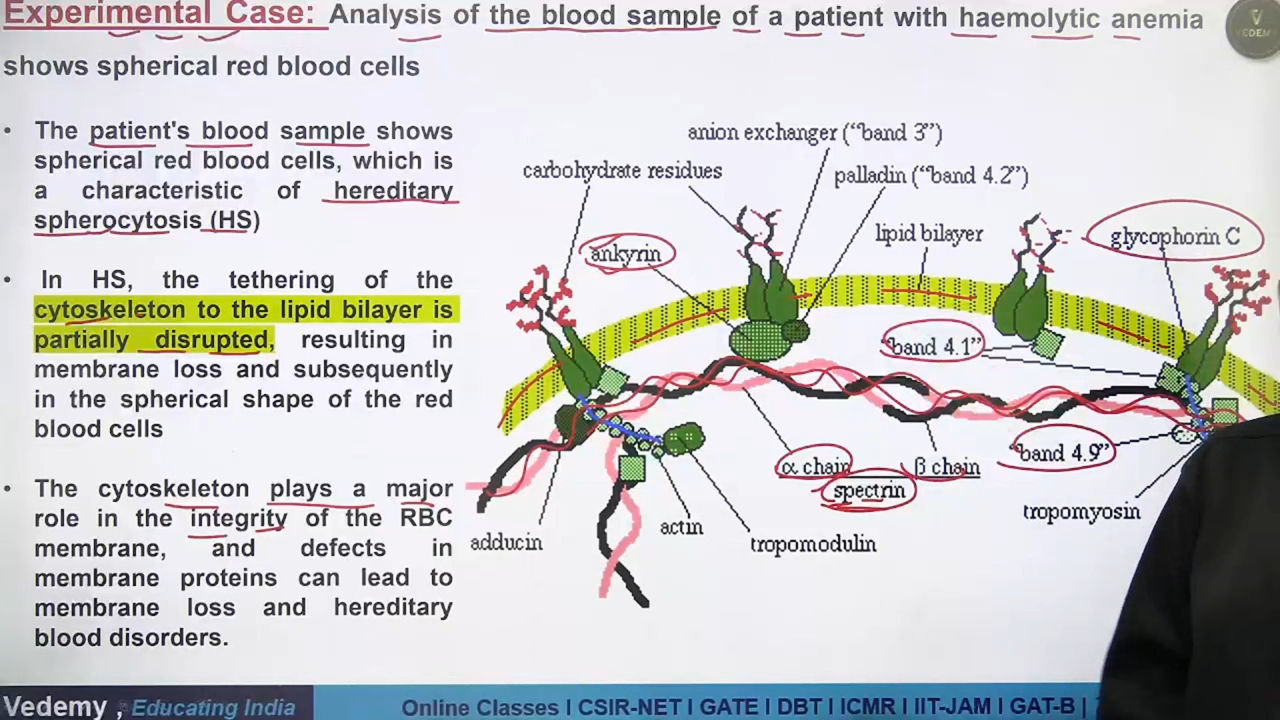 Experimental Case: Analysis of the blood sample of a patient with haemolytic anemia
shows spherical red blood cells
V
VEDEMY
• The patient's blood sample shows
spherical red blood cells, which is
a characteristic of hereditary
spherocytosis (HS)
• In HS, the tethering of the
cytoskeleton to the lipid bilayer is
partially disrupted, resulting in
membrane loss and subsequently
in the spherical shape of the red
blood cells
• The cytoskeleton plays a major
role in the integrity of the RBC
membrane, and defects in
membrane proteins can lead to
membrane loss and hereditary
blood disorders.
anion exchanger ("band 3")
carbohydrate residues
palladin ("band 4.2")
lipid bilayer
glycophorin C
ankyrin
"band 4.1"
α chain
β chain
spectrin
"band 4.9"
tropomyosin
actin
adducin
tropomodulin
Vedemy , Educating India
Online Classes I CSIR-NET I GATE I DBT I ICMR I IIT-JAM I GAT-B |